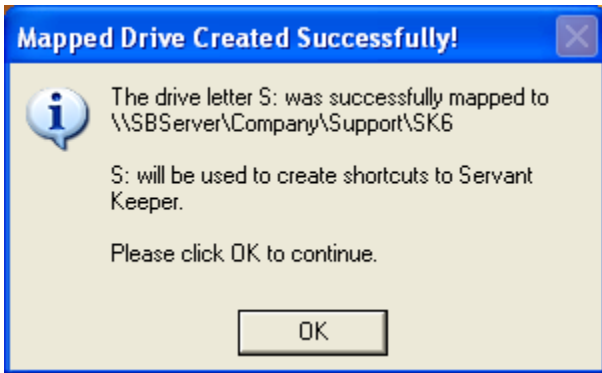 Mapped Drive Created Successfully!
The drive letter S: was successfully mapped to
\\SBServer\Company\Support\SK6
S: will be used to create shortcuts to Servant
Keeper.
Please click OK to continue.
OK